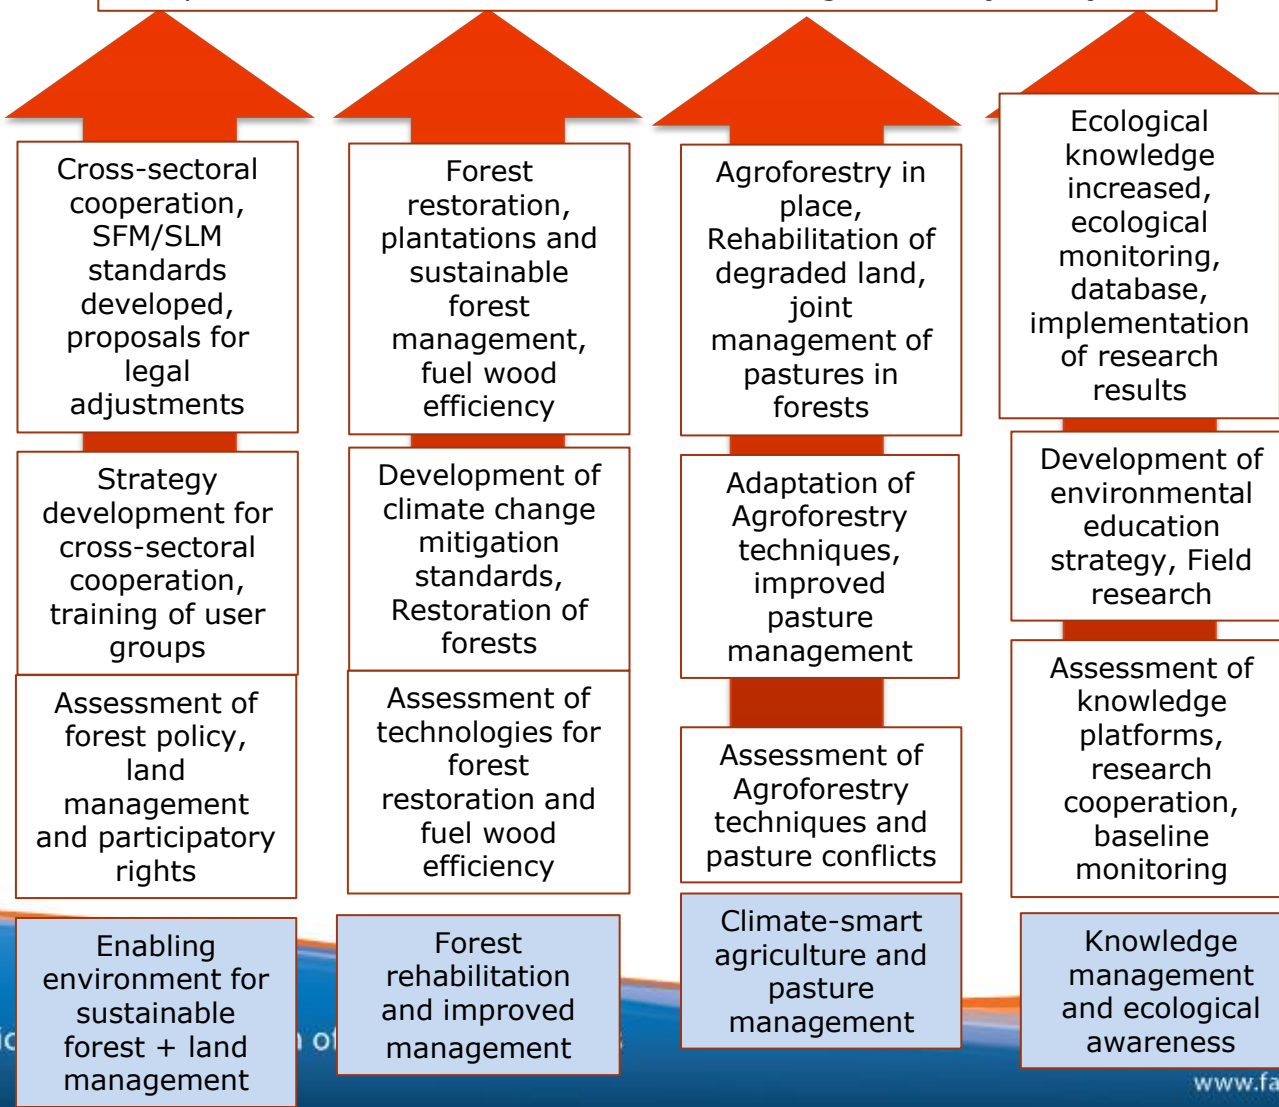 Cross-sectoral
cooperation,
SFM/SLM
standards
developed,
proposals for
legal
adjustments
Strategy
development for
cross-sectoral
cooperation,
training of user
groups
Assessment of
forest policy,
land
management
and participatory
rights
Enabling
environment for
sustainable
forest + land
management
Forest
restoration,
plantations and
sustainable
forest
management,
fuel wood
efficiency
Development of
climate change
mitigation
standards,
Restoration of
forests
Assessment of
technologies for
forest
restoration and
fuel wood
efficiency
Forest
rehabilitation
and improved
management
Agroforestry in
place,
Rehabilitation of
degraded land,
joint
management of
pastures in
forests
Adaptation of
Agroforestry
techniques,
improved
pasture
management
Assessment of
Agroforestry
techniques and
pasture conflicts
Climate-smart
agriculture and
pasture
management
Ecological
knowledge
increased,
ecological
monitoring,
database,
implementation
of research
results
Development of
environmental
education
strategy, Field
research
Assessment of
knowledge
platforms,
research
cooperation,
baseline
monitoring
Knowledge
management
and ecological
awareness
of
www.fa